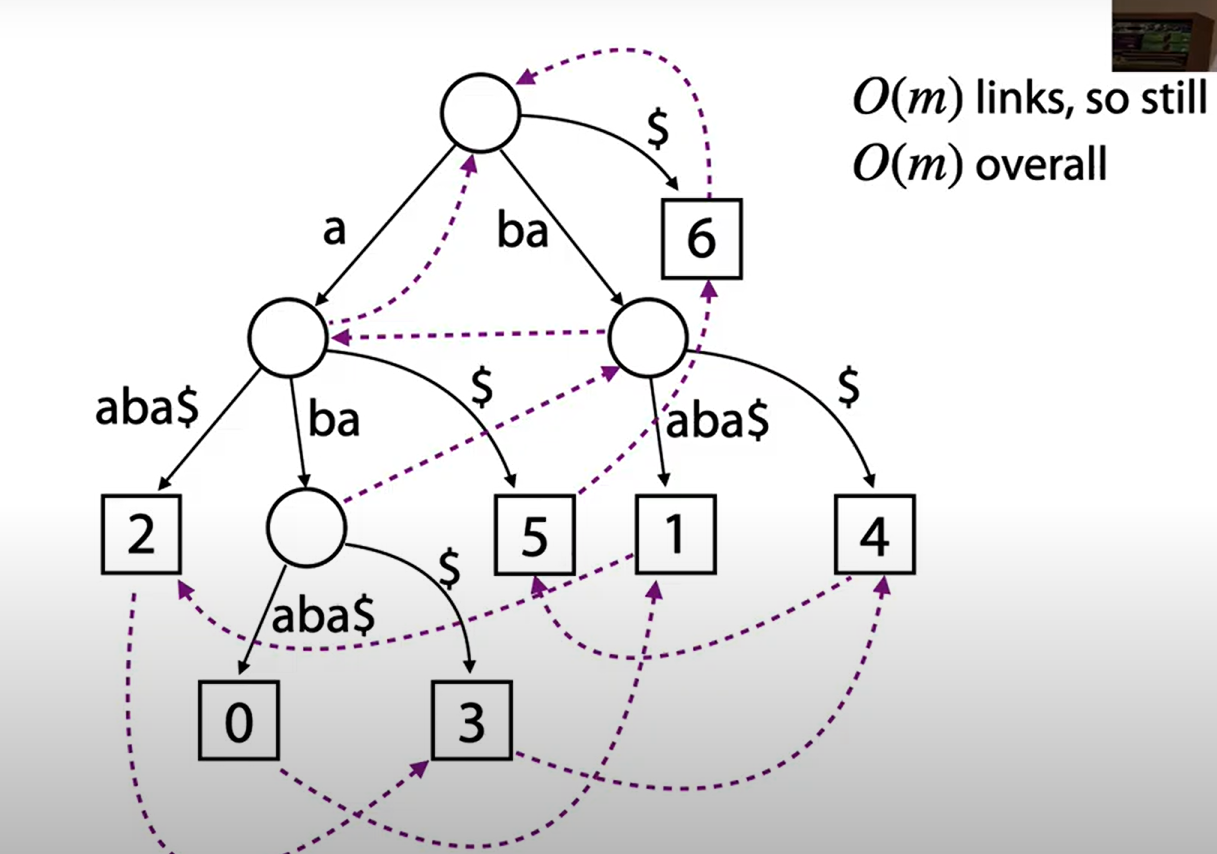 O(m) links, so still
O(m) overall
$
6
a
ba
aba$
ba
$
aba$
$
2
5
1
4
aba$
$
0
3